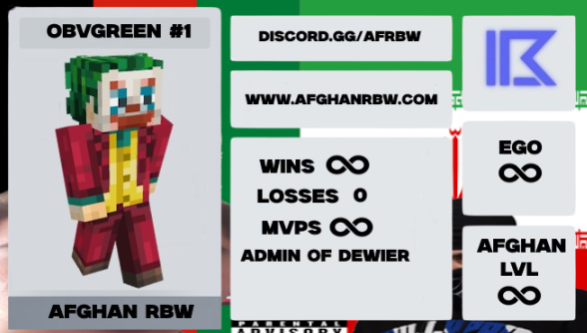 OBVGREEN #1
AFGHAN RBW
DISCORD.GG/AFRBW
WWW.AFGHANRBW.COM
WINS ∞
LOSSES 0
MVPS ∞
ADMIN OF DEWIER
EGO
∞
AFGHAN
LVL
∞
PARENTAL
ADVISORY